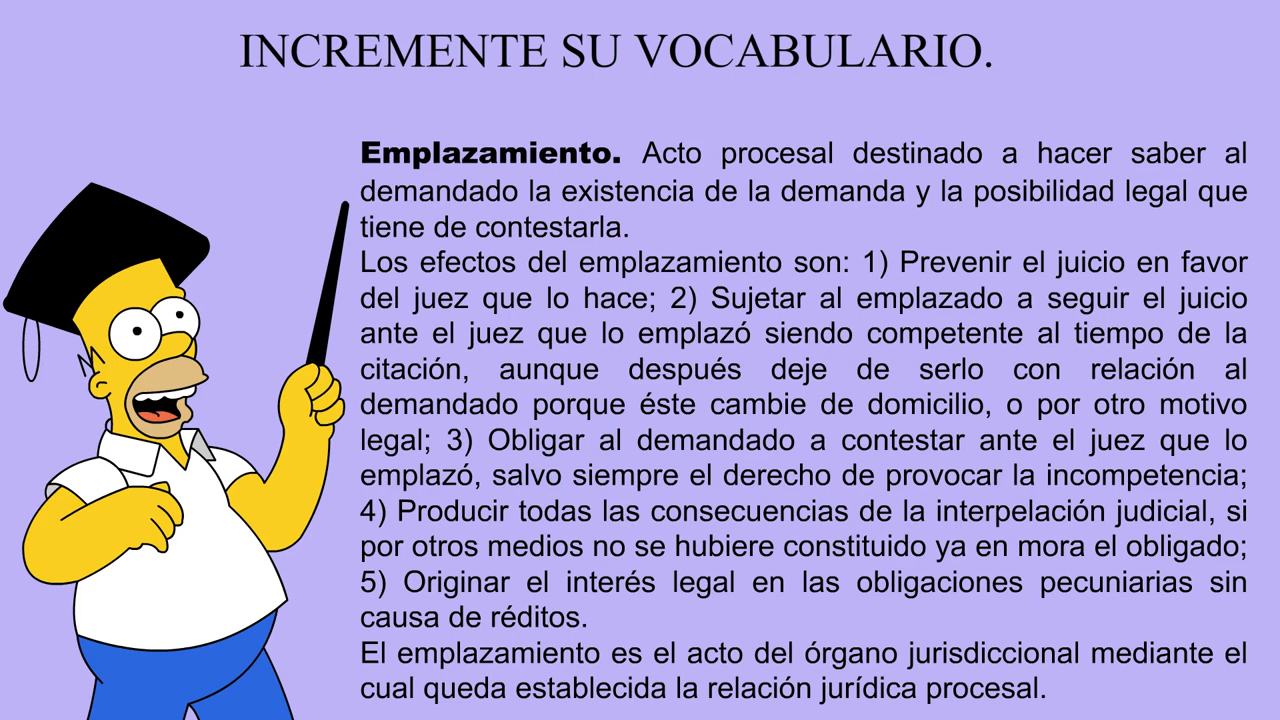 INCREMENTE SU VOCABULARIO.
Emplazamiento. Acto procesal destinado a hacer saber al
demandado la existencia de la demanda y la posibilidad legal que
tiene de contestarla.
Los efectos del emplazamiento son: 1) Prevenir el juicio en favor
del juez que lo hace; 2) Sujetar al emplazado a seguir el juicio
ante el juez que lo emplazó siendo competente al tiempo de la
citación, aunque después deje de serlo con relación al
demandado porque éste cambie de domicilio, o por otro motivo
legal; 3) Obligar al demandado a contestar ante el juez que lo
emplazó, salvo siempre el derecho de provocar la incompetencia;
4) Producir todas las consecuencias de la interpelación judicial, si
por otros medios no se hubiere constituido ya en mora el obligado;
5) Originar el interés legal en las obligaciones pecuniarias sin
causa de réditos.
El emplazamiento es el acto del órgano jurisdiccional mediante el
cual queda establecida la relación jurídica procesal.